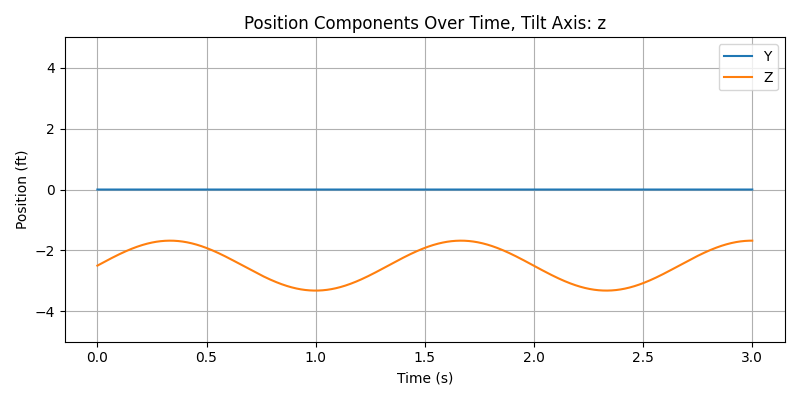 Position Components Over Time, Tilt Axis: z
Y
Z
Position (ft)
4
2
0
−2
−4
0.0 0.5 1.0 1.5 2.0 2.5 3.0
Time (s)